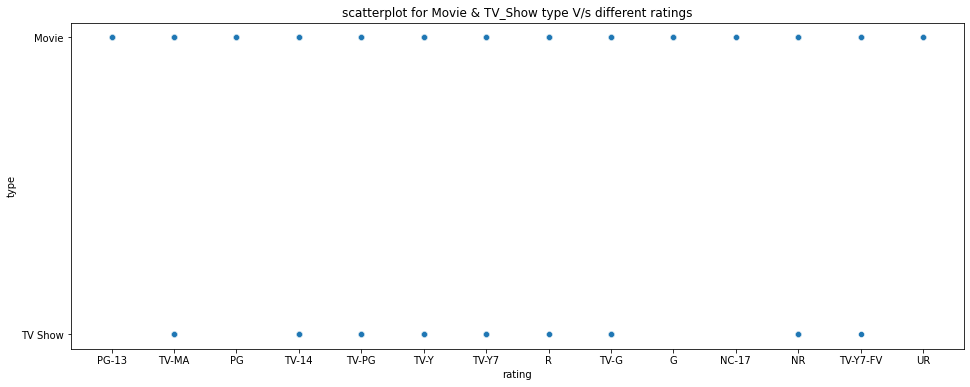 scatterplot for Movie & TV_Show type V/s different ratings
Movie
type
TV Show
PG-13 TV-MA PG TV-14 TV-PG TV-Y TV-Y7 R TV-G G NC-17 NR TV-Y7-FV UR
rating